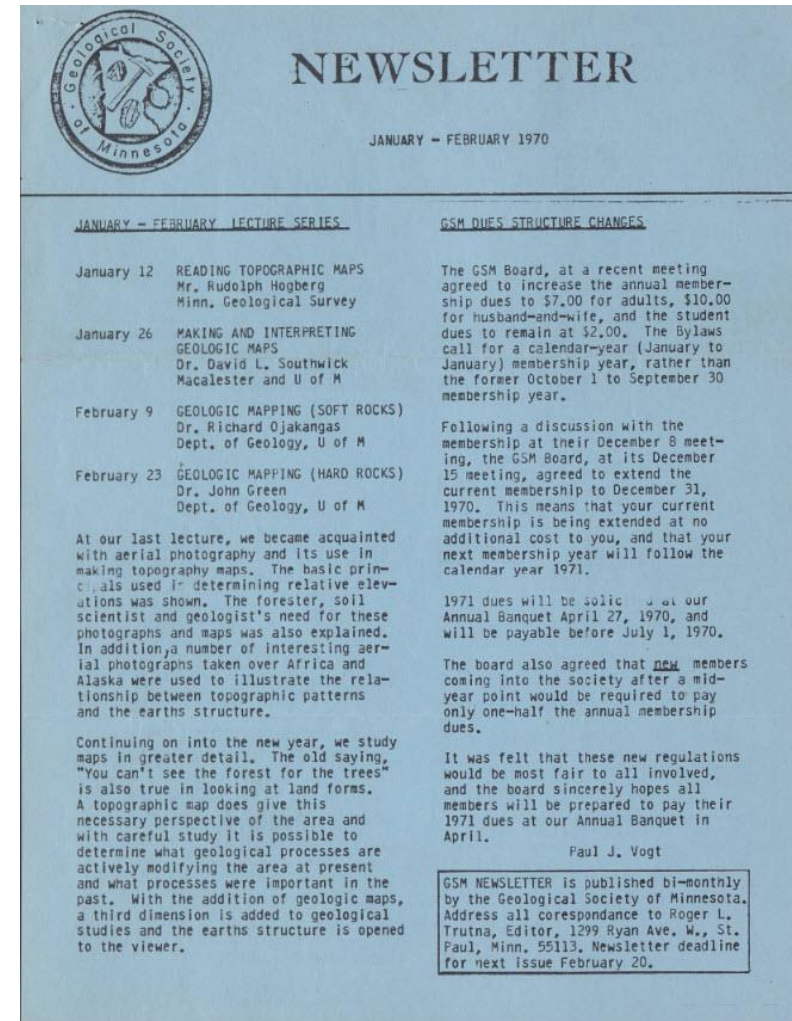 Geological Society of Minnesota
NEWSLETTER
JANUARY - FEBRUARY 1970
JANUARY - FEBRUARY LECTURE SERIES
January 12 READING TOPOGRAPHIC MAPS
Mr. Rudolph Hogberg
Minn. Geological Survey
January 26 MAKING AND INTERPRETING
GEOLOGIC MAPS
Dr. David L. Southwick
Macalester and U of M
February 9 GEOLOGIC MAPPING (SOFT ROCKS)
Dr. Richard Ojakangas
Dept. of Geology, U of M
February 23 GEOLOGIC MAPPING (HARD ROCKS)
Dr. John Green
Dept. of Geology, U of M
At our last lecture, we became acquainted
with aerial photography and its use in
making topography maps. The basic prin-
used in determining relative elev-
ations was shown. The forester, soil
scientist and geologist's need for these
photographs and maps was also explained.
In addition,a number of interesting aer-
ial photographs taken over Africa and
Alaska were used to illustrate the rela-
tionship between topographic patterns
and the earths structure.
Continuing on into the new year, we study
maps in greater detail. The old saying,
"You can't see the forest for the trees"
is also true in looking at land forms.
A topographic map does give this
necessary perspective of the area and
with careful study it is possible to
determine what geological processes are
actively modifying the area at present
and what processes were important in the
past. With the addition of geologic maps,
a third dimension is added to geological
studies and the earths structure is opened
to the viewer.
GSM DUES STRUCTURE CHANGES
The GSM Board, at a recent meeting
agreed to increase the annual member-
ship dues to $7.00 for adults, $10.00
for husband-and-wife, and the student
dues to remain at $2.00. The Bylaws
call for a calendar-year (January to
January) membership year, rather than
the former October 1 to September 30
membership year.
Following a discussion with the
membership at their December 8 meet-
ing, the GSM Board, at its December
15 meeting, agreed to extend the
current membership to December 31,
1970. This means that your current
membership is being extended at no
additional cost to you, and that your
next membership year will follow the
calendar year 1971.
1971 dues will be at our
Annual Banquet April 27, 1970, and
will be payable before July 1, 1970.
The board also agreed that new members
coming into the society after a mid-
year point would be required to pay
only one-half the annual membership
dues.
It was felt that these new regulations
would be most fair to all involved,
and the board sincerely hopes all
members will be prepared to pay their
1971 dues at our Annual Banquet in
April.
Paul J. Vogt
GSM NEWSLETTER is published bi-monthly
by the Geological Society of Minnesota.
Address all corespondance to Roger L.
Trutna, Editor, 1299 Ryan Ave. W., St.
Paul, Minn. 55113. Newsletter deadline
for next issue February 20.